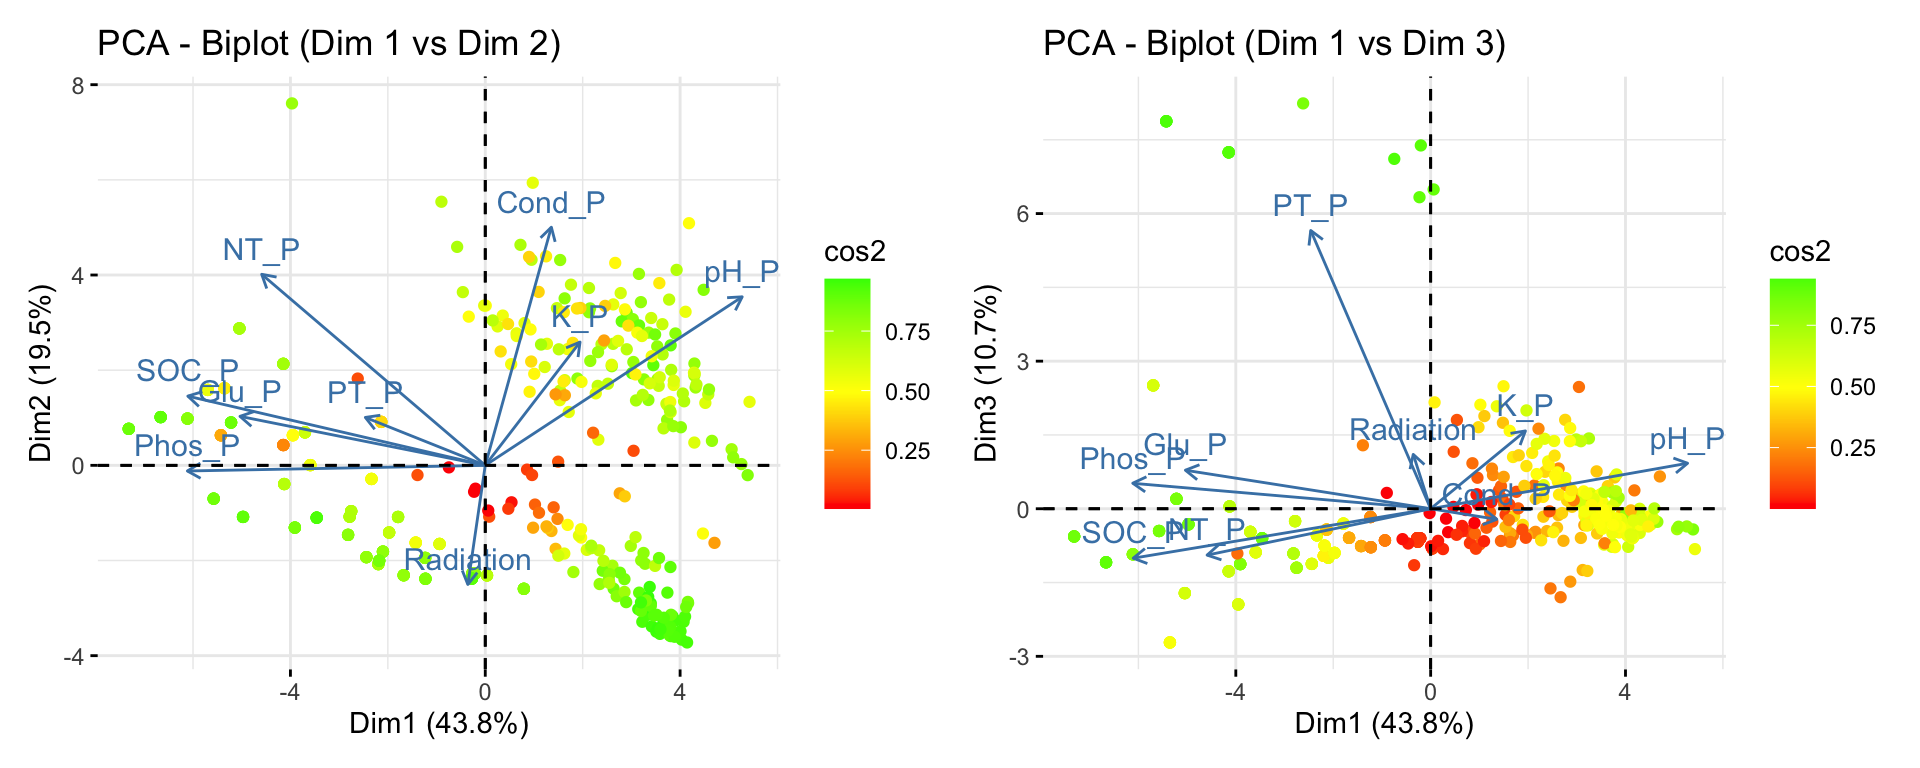 PCA - Biplot (Dim 1 vs Dim 2)
8
4
0
-4
Dim2 (19.5%)
Cond_P
NT_P
pH_P
K_P
SOC_P
Glu_P
PT_P
Phos_P
Radiation
-4
0
4
Dim1 (43.8%)
cos2
0.75
0.50
0.25
PCA - Biplot (Dim 1 vs Dim 3)
6
3
0
-3
Dim3 (10.7%)
PT_P
K_P
Radiation
Glu_P
pH_P
Phos_P
Cond_P
SOC_P
NT_P
-4
0
4
Dim1 (43.8%)
cos2
0.75
0.50
0.25